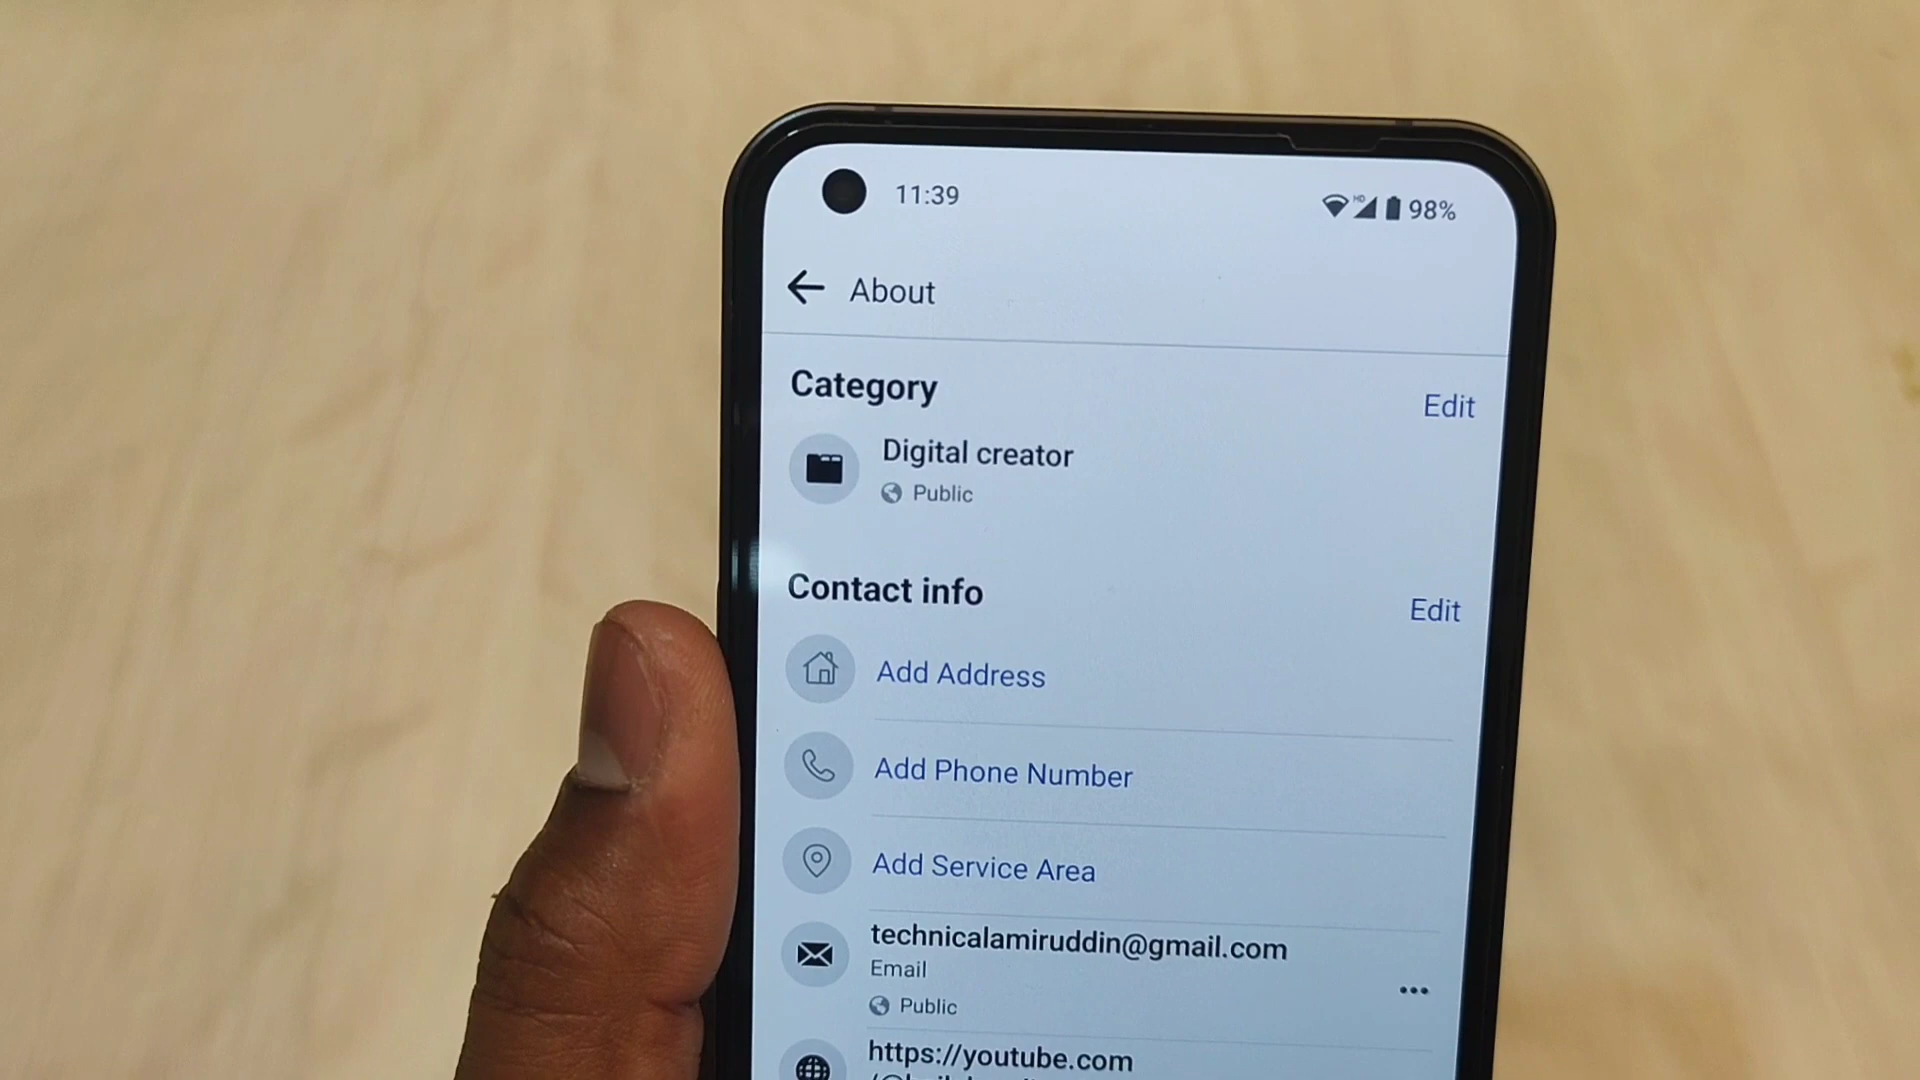 11:39
HD
98%
About
Category
Edit
Digital creator
Public
Contact info
Edit
Add Address
Add Phone Number
Add Service Area
technicalamiruddin@gmail.com
Email
Public
https://youtube.com